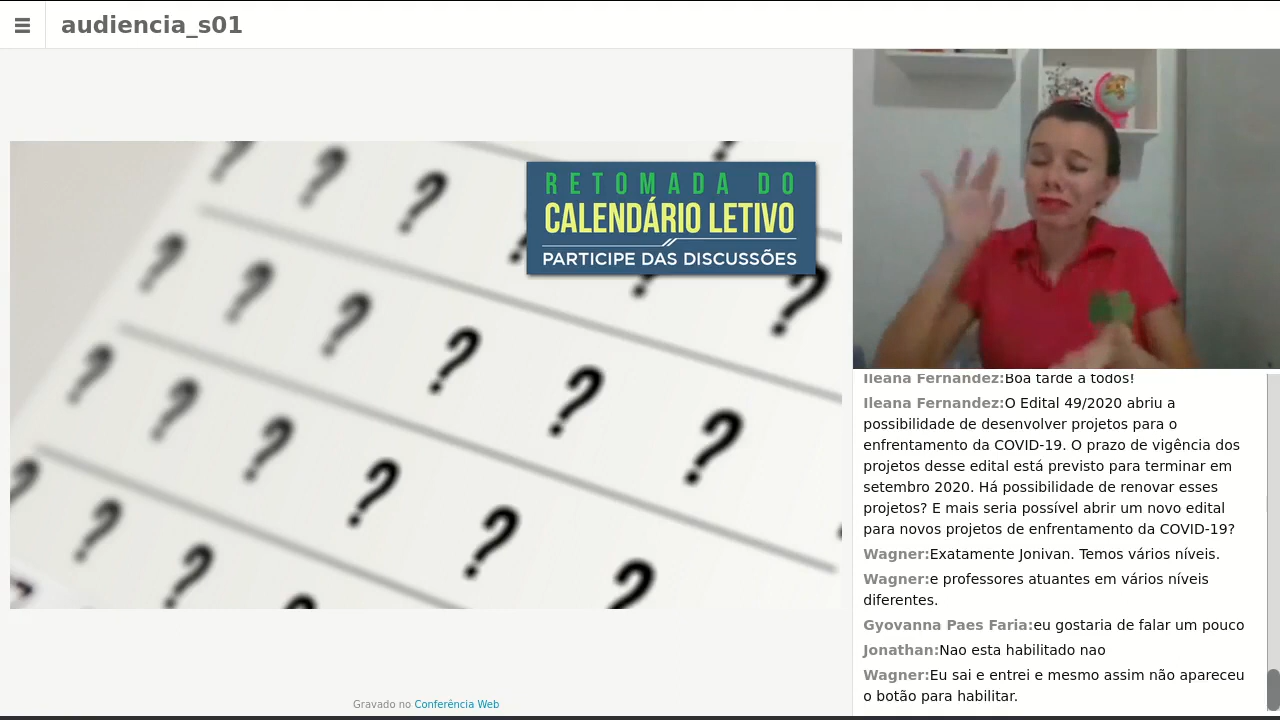 audiencia_s01
RETOMADA DO
CALENDÁRIO LETIVO
PARTICIPE DAS DISCUSSÕES
? ? ? ?
? ? ? ? ? ?
? ? ? ? ?
? ? ? ?
Gravado no Conferência Web
Ileana Fernandez:Boa tarde a todos!
Ileana Fernandez:O Edital 49/2020 abriu a
possibilidade de desenvolver projetos para o
enfrentamento da COVID-19. O prazo de vigência dos
projetos desse edital está previsto para terminar em
setembro 2020. Há possibilidade de renovar esses
projetos? E mais seria possível abrir um novo edital
para novos projetos de enfrentamento da COVID-19?
Wagner:Exatamente Jonivan. Temos vários níveis.
Wagner:e professores atuantes em vários níveis
diferentes.
Gyovanna Paes Faria:eu gostaria de falar um pouco
Jonathan:Nao esta habilitado nao
Wagner:Eu sai e entrei e mesmo assim não apareceu
o botão para habilitar.